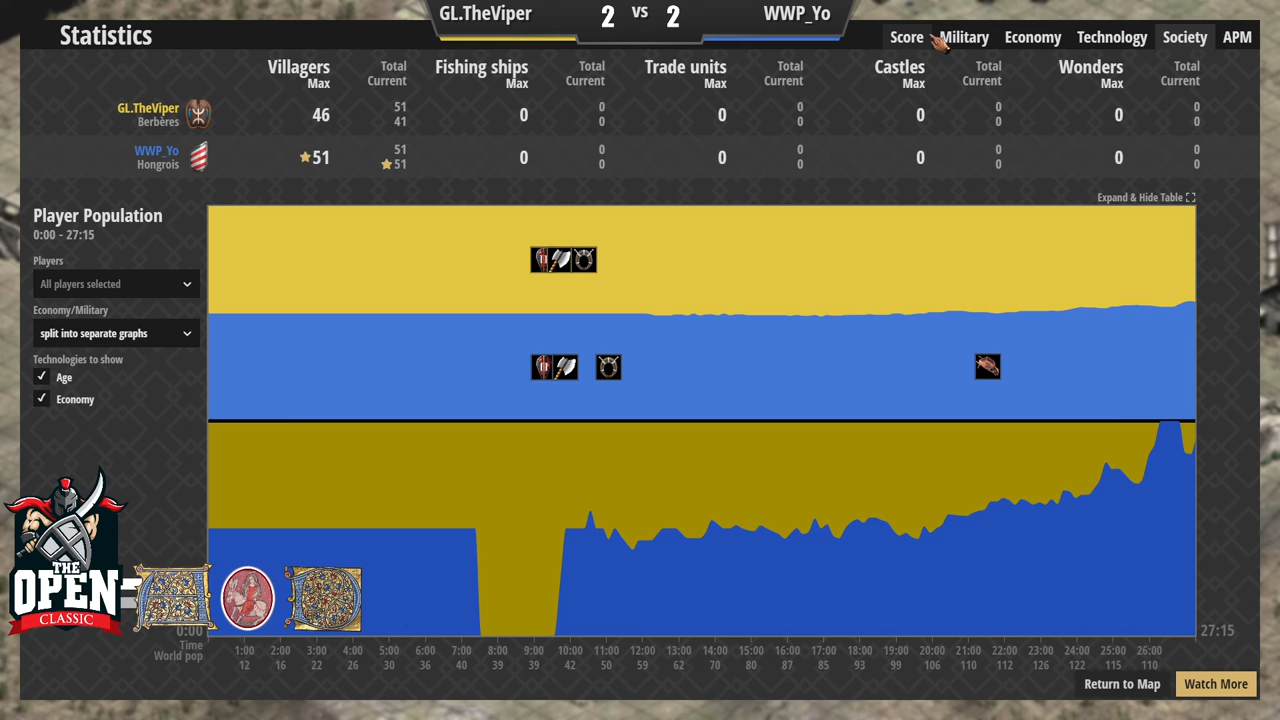 GL.TheViper 2 VS 2 WWP_Yo
Statistics
Score Military Economy Technology Society APM
Villagers Max Total Current Fishing ships Max Total Current Trade units Max Total Current Castles Max Total Current Wonders Max Total Current
GL.TheViper Berbères 46 51 41 0 0 0 0 0 0 0 0 0 0 0 0
WWP_Yo Hongrois 51 51 51 0 0 0 0 0 0 0 0 0 0 0 0
Expand & Hide Table
Player Population
0:00 - 27:15
Players
All players selected
Economy/Military
split into separate graphs
Technologies to show
Age
Economy
THE
OPEN
CLASSIC
0:00 27:15
Time 1:00 2:00 3:00 4:00 5:00 6:00 7:00 8:00 9:00 10:00 11:00 12:00 13:00 14:00 15:00 16:00 17:00 18:00 19:00 20:00 21:00 22:00 23:00 24:00 25:00 26:00
World pop 12 16 22 26 30 36 40 39 39 42 50 59 62 70 80 87 85 93 99 106 110 112 126 122 115 110
Return to Map Watch More